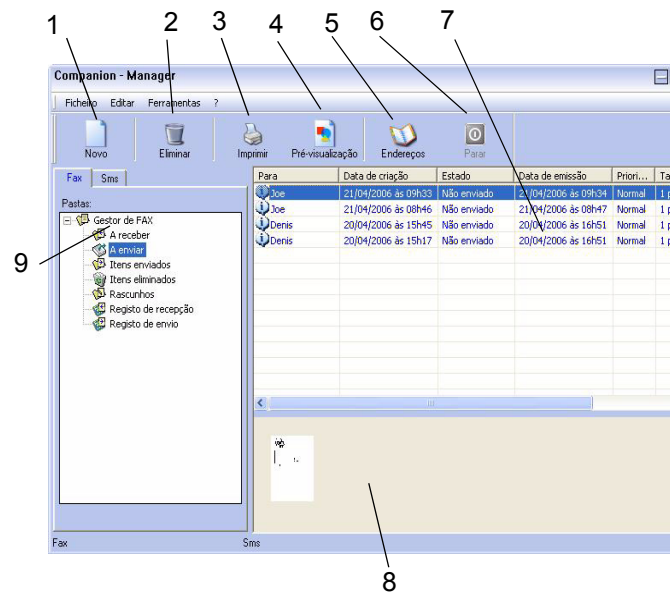 1 2 3 4 5 6 7
Companion - Manager
Ficheiro Editar Ferramentas ?
Novo Eliminar Imprimir Pré-visualização Endereços Parar
Fax Sms
Pastas:
Gestor de FAX
A receber
A enviar
Itens enviados
Itens eliminados
Rascunhos
Registo de recepção
Registo de envio
9
Para Data de criação Estado Data de emissão Priori... Ta
Joe 21/04/2006 às 09h33 Não enviado 21/04/2006 às 09h34 Normal 1 p
Joe 21/04/2006 às 08h46 Não enviado 21/04/2006 às 08h47 Normal 1 p
Denis 20/04/2006 às 15h45 Não enviado 20/04/2006 às 16h51 Normal 1 p
Denis 20/04/2006 às 15h17 Não enviado 20/04/2006 às 16h51 Normal 1 p
Fax Sms
8